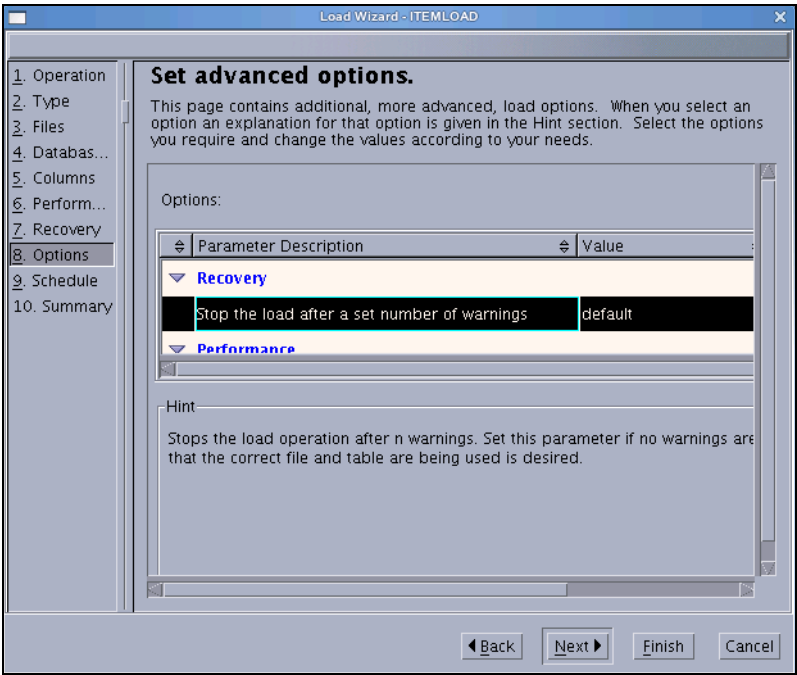 Load Wizard - ITEMLOAD
1. Operation
2. Type
3. Files
4. Databas...
5. Columns
6. Perform...
7. Recovery
8. Options
9. Schedule
10. Summary
Set advanced options.
This page contains additional, more advanced, load options. When you select an
option an explanation for that option is given in the Hint section. Select the options
you require and change the values according to your needs.
Options:
Parameter Description Value
Recovery
Stop the load after a set number of warnings default
Performance
Hint
Stops the load operation after n warnings. Set this parameter if no warnings are
that the correct file and table are being used is desired.
Back Next Finish Cancel